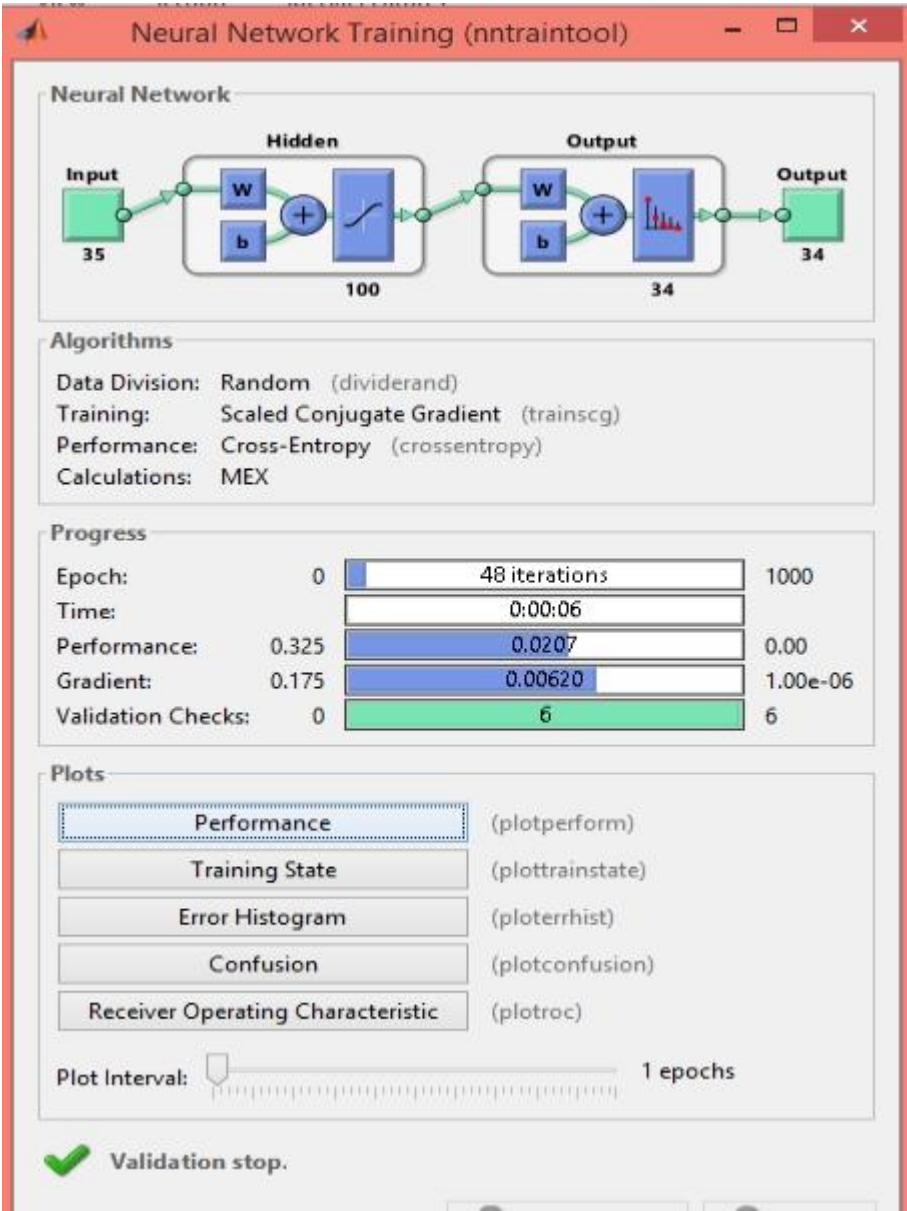 Neural Network Training (nntraintool)
Neural Network
Hidden
Output
Input
Output
W
W
+
+
b
b
35
34
100
34
Algorithms
Data Division: Random (dividerand)
Training: Scaled Conjugate Gradient (trainscg)
Performance: Cross-Entropy (crossentropy)
Calculations: MEX
Progress
Epoch: 0 48 iterations 1000
Time: 0:00:06
Performance: 0.325 0.0207 0.00
Gradient: 0.175 0.00620 1.00e-06
Validation Checks: 0 6 6
Plots
Performance (plotperform)
Training State (plottrainstate)
Error Histogram (ploterrhist)
Confusion (plotconfusion)
Receiver Operating Characteristic (plotroc)
Plot Interval: 1 epochs
Validation stop.